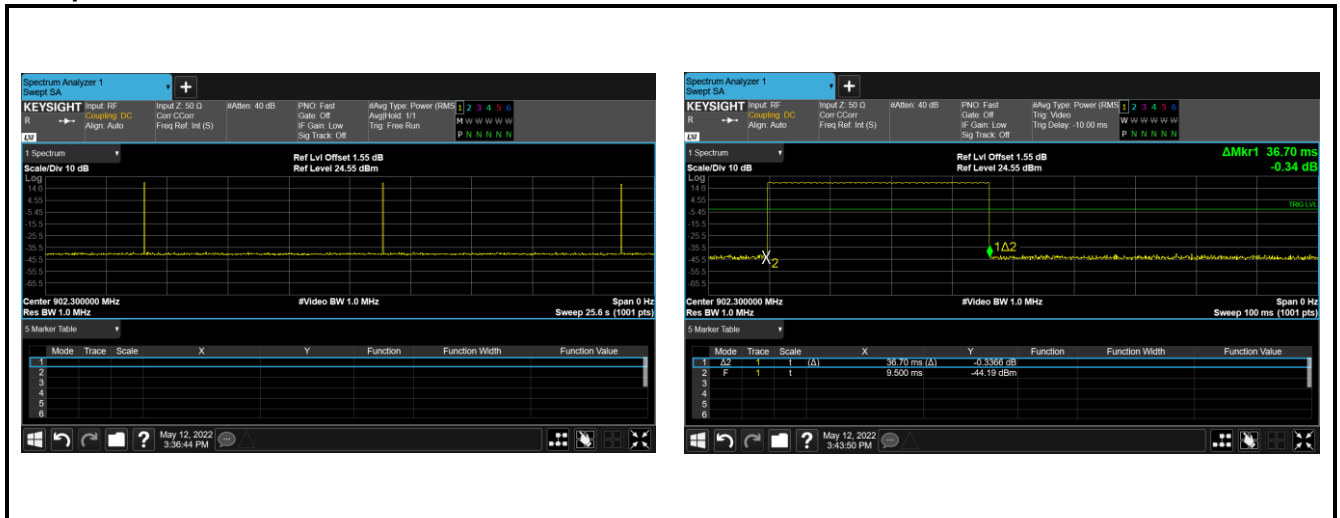 Spectrum Analyzer 1
Swept SA
+
KEYSIGHT Input: RF Input Z: 50 Ω #Atten: 40 dB PNO: Fast #Avg Type: Power (RMS 1 2 3 4 5 6
R Coupling: DC Corr CCorr Gate: Off Avg|Hold: 1/1 M W W W W W
Align: Auto Freq Ref: Int (S) IF Gain: Low Trig: Free Run
LXI Sig Track: Off P N N N N N
1 Spectrum
Ref Lvl Offset 1.55 dB
Scale/Div 10 dB Ref Level 24.55 dBm
Log
14.6
4.55
-5.45
-15.5
-25.5
-35.5
-45.5
-55.5
-65.5
Center 902.300000 MHz #Video BW 1.0 MHz Span 0 Hz
Res BW 1.0 MHz Sweep 25.6 s (1001 pts)
5 Marker Table
Mode Trace Scale X Y Function Function Width Function Value
1
2
3
4
5
6
? May 12, 2022
3:36:44 PM
Spectrum Analyzer 1
Swept SA
+
KEYSIGHT Input: RF Input Z: 50 Ω #Atten: 40 dB PNO: Fast #Avg Type: Power (RMS 1 2 3 4 5 6
R Coupling: DC Corr CCorr Gate: Off Trig: Video W W W W W W
Align: Auto Freq Ref: Int (S) IF Gain: Low Trig Delay: -10.00 ms
LXI Sig Track: Off P N N N N N
1 Spectrum ΔMkr1 36.70 ms
Ref Lvl Offset 1.55 dB
Scale/Div 10 dB Ref Level 24.55 dBm -0.34 dB
Log
14.6
4.55
TRIG LVL
-5.45
-15.5
-25.5
-35.5
1Δ2
-45.5
X2
-55.5
-65.5
Center 902.300000 MHz #Video BW 1.0 MHz Span 0 Hz
Res BW 1.0 MHz Sweep 100 ms (1001 pts)
5 Marker Table
Mode Trace Scale X Y Function Function Width Function Value
1 Δ2 1 t (Δ) 36.70 ms (Δ) -0.3366 dB
2 F 1 t 9.500 ms -44.19 dBm
3
4
5
6
? May 12, 2022
3:43:50 PM